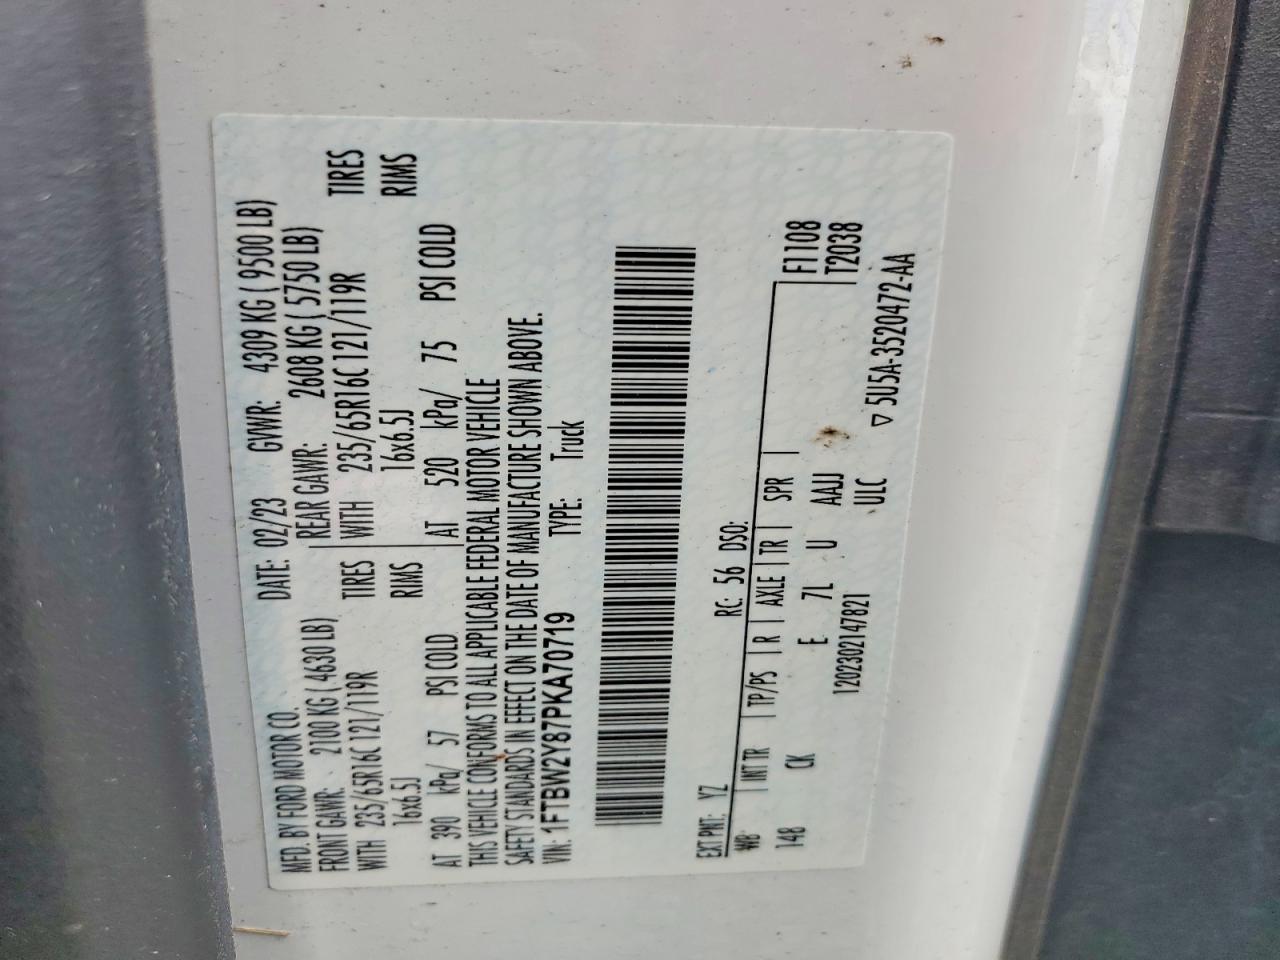 MFD. BY FORD MOTOR CO. DATE: 02/23 GVWR: 4309 KG ( 9500 LB)
FRONT GAWR: 2100 KG ( 4630 LB) REAR GAWR: 2608 KG ( 5750 LB)
WITH 235/65R16C 121/119R TIRES WITH 235/65R16C 121/119R TIRES
16x6.5J RIMS 16x6.5J RIMS
AT 390 kPa/ 57 PSI COLD AT 520 kPa/ 75 PSI COLD
THIS VEHICLE CONFORMS TO ALL APPLICABLE FEDERAL MOTOR VEHICLE
SAFETY STANDARDS IN EFFECT ON THE DATE OF MANUFACTURE SHOWN ABOVE.
VIN: 1FTBW2Y87PKA70719 TYPE: Truck
EXT PNT: YZ RC: 56 DSO:
WB | INT TR | TP/PS | R | AXLE | TR | SPR | F1108
148 CK E 7L U AAJJ T2038
1202302147821 ULC
▽ 5U5A-3520472-AA